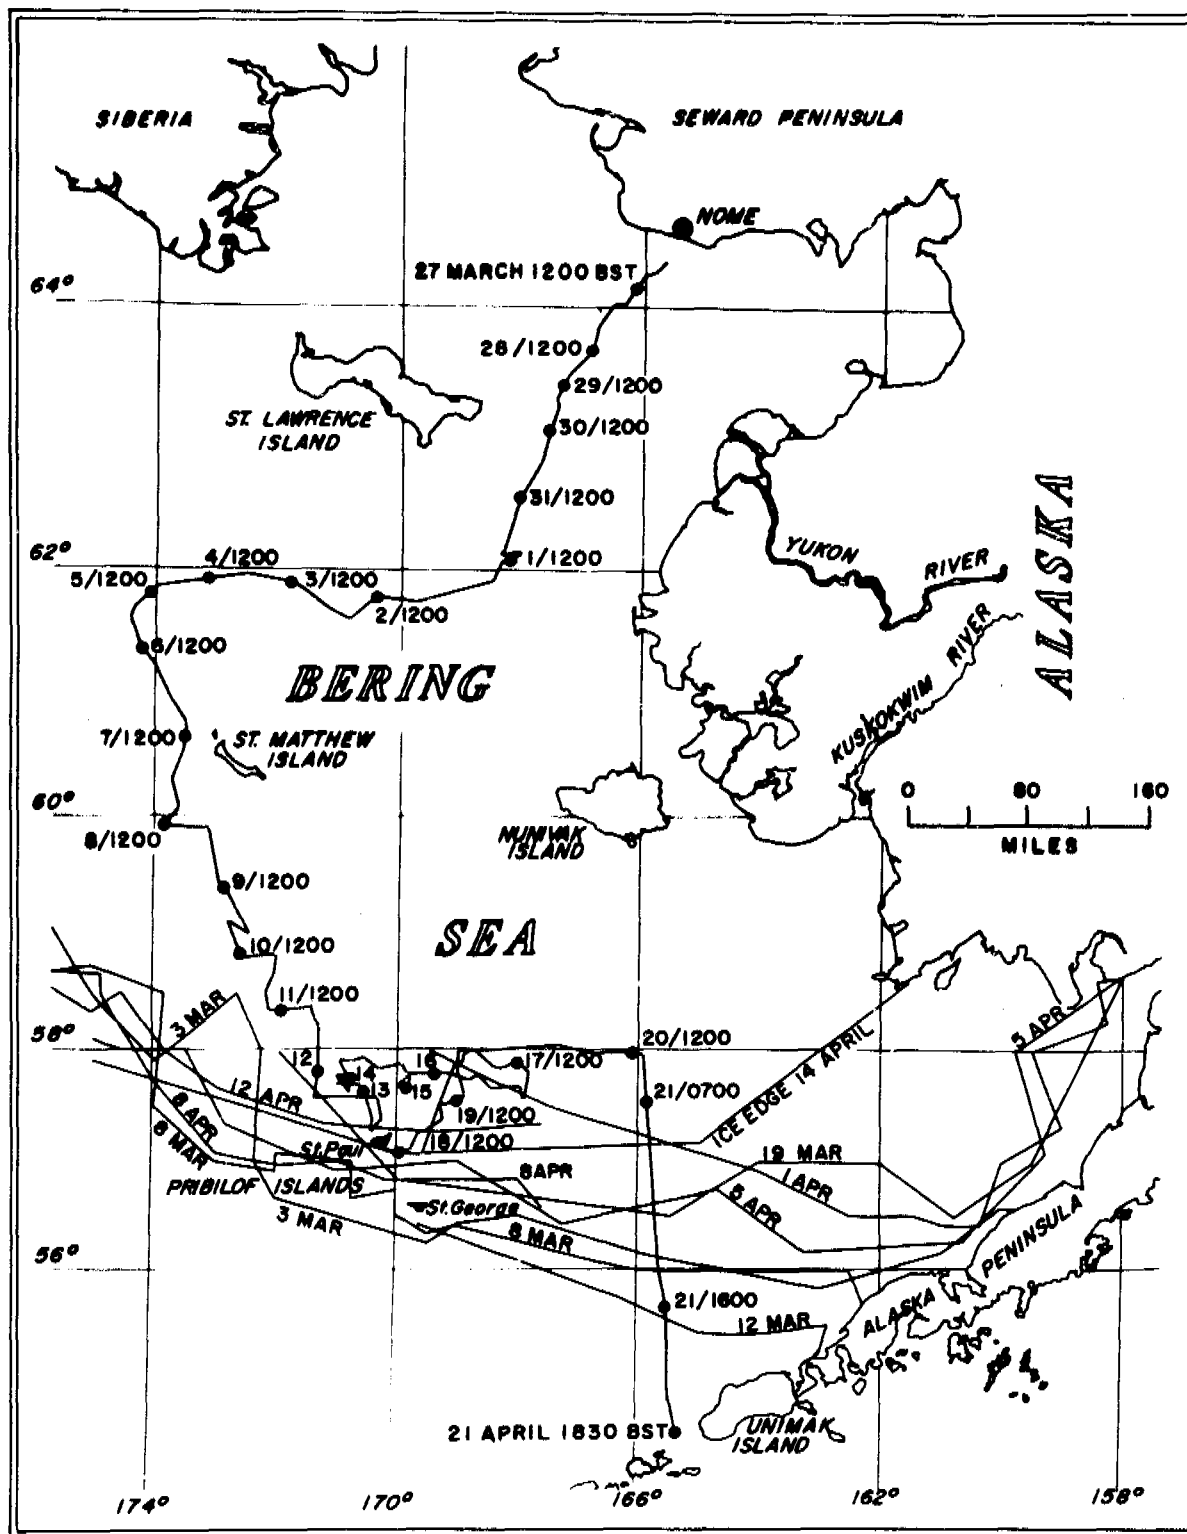 SIBERIA
SEWARD PENINSULA
NOME
27 MARCH 1200 BST
64°
28/1200
29/1200
ST. LAWRENCE
ISLAND
30/1200
31/1200
ALASKA
YUKON
RIVER
62°
4/1200
1/1200
5/1200
3/1200
2/1200
6/1200
BERING
KUSKOKWIM
RIVER
7/1200
ST. MATTHEW
ISLAND
60°
0
80
160
MILES
8/1200
NUNIVAK
ISLAND
9/1200
SEA
10/1200
11/1200
3 MAR
5 APR
58°
20/1200
12
14
13
15
16
17/1200
ICE EDGE 14 APRIL
21/0700
12 APR
19/1200
8 APR
8 MAR
St. Paul
18/1200
19 MAR
8 APR
1 APR
PRIBILOF ISLANDS
St. George
5 APR
3 MAR
8 MAR
56°
PENINSULA
ALASKA
21/1600
12 MAR
21 APRIL 1830 BST
UNIMAK
ISLAND
174°
170°
166°
162°
158°